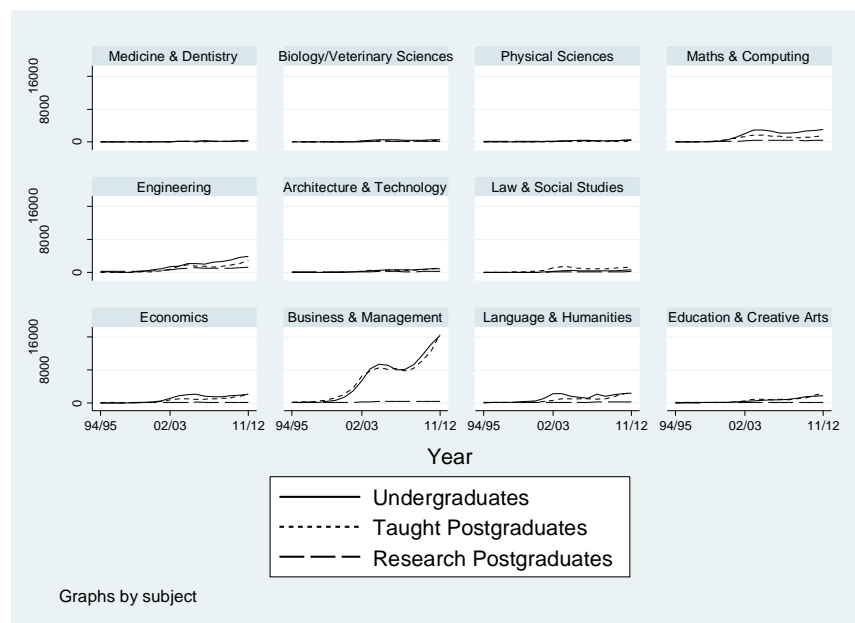 Medicine & Dentistry
Biology/Veterinary Sciences
Physical Sciences
Maths & Computing
16000
8000
0
Engineering
Architecture & Technology
Law & Social Studies
16000
8000
0
Economics
Business & Management
Language & Humanities
Education & Creative Arts
16000
8000
0
94/95 02/03 11/12
94/95 02/03 11/12
94/95 02/03 11/12
94/95 02/03 11/12
Year
Undergraduates
Taught Postgraduates
Research Postgraduates
Graphs by subject